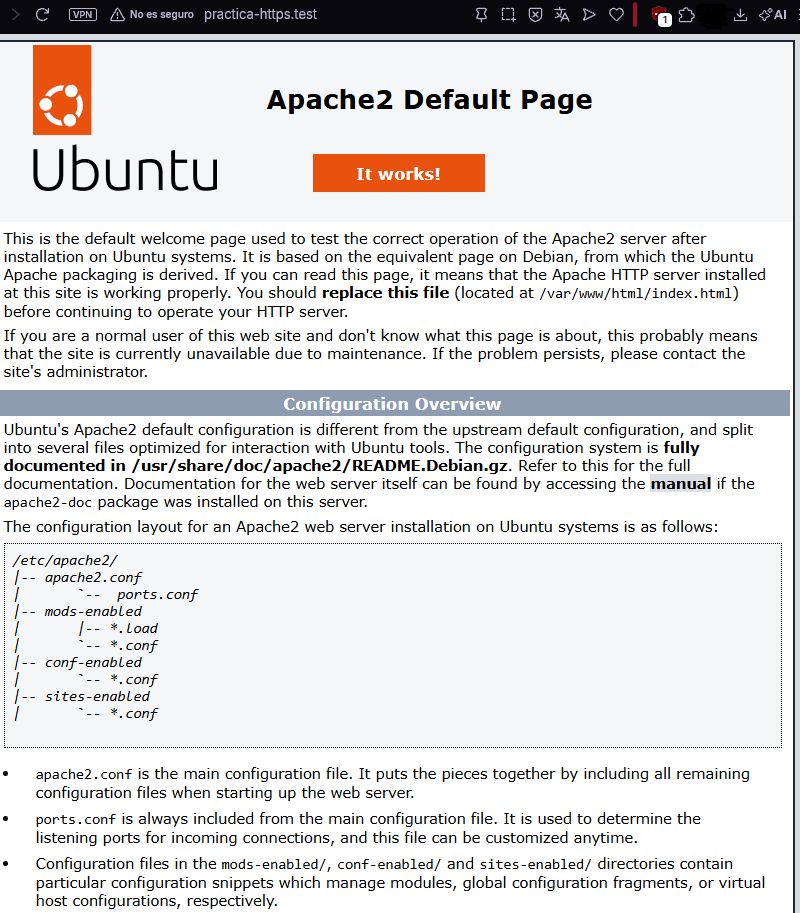 VPN No es seguro practica-https.test 1 AI
Apache2 Default Page
Ubuntu
It works!
This is the default welcome page used to test the correct operation of the Apache2 server after
installation on Ubuntu systems. It is based on the equivalent page on Debian, from which the Ubuntu
Apache packaging is derived. If you can read this page, it means that the Apache HTTP server installed
at this site is working properly. You should replace this file (located at /var/www/html/index.html)
before continuing to operate your HTTP server.
If you are a normal user of this web site and don't know what this page is about, this probably means
that the site is currently unavailable due to maintenance. If the problem persists, please contact the
site's administrator.
Configuration Overview
Ubuntu's Apache2 default configuration is different from the upstream default configuration, and split
into several files optimized for interaction with Ubuntu tools. The configuration system is fully
documented in /usr/share/doc/apache2/README.Debian.gz. Refer to this for the full
documentation. Documentation for the web server itself can be found by accessing the manual if the
apache2-doc package was installed on this server.
The configuration layout for an Apache2 web server installation on Ubuntu systems is as follows:
/etc/apache2/
|-- apache2.conf
|       `--  ports.conf
|-- mods-enabled
|       |-- *.load
|       `-- *.conf
|-- conf-enabled
|       `-- *.conf
|-- sites-enabled
|       `-- *.conf
• apache2.conf is the main configuration file. It puts the pieces together by including all remaining
configuration files when starting up the web server.
• ports.conf is always included from the main configuration file. It is used to determine the
listening ports for incoming connections, and this file can be customized anytime.
• Configuration files in the mods-enabled/, conf-enabled/ and sites-enabled/ directories contain
particular configuration snippets which manage modules, global configuration fragments, or virtual
host configurations, respectively.